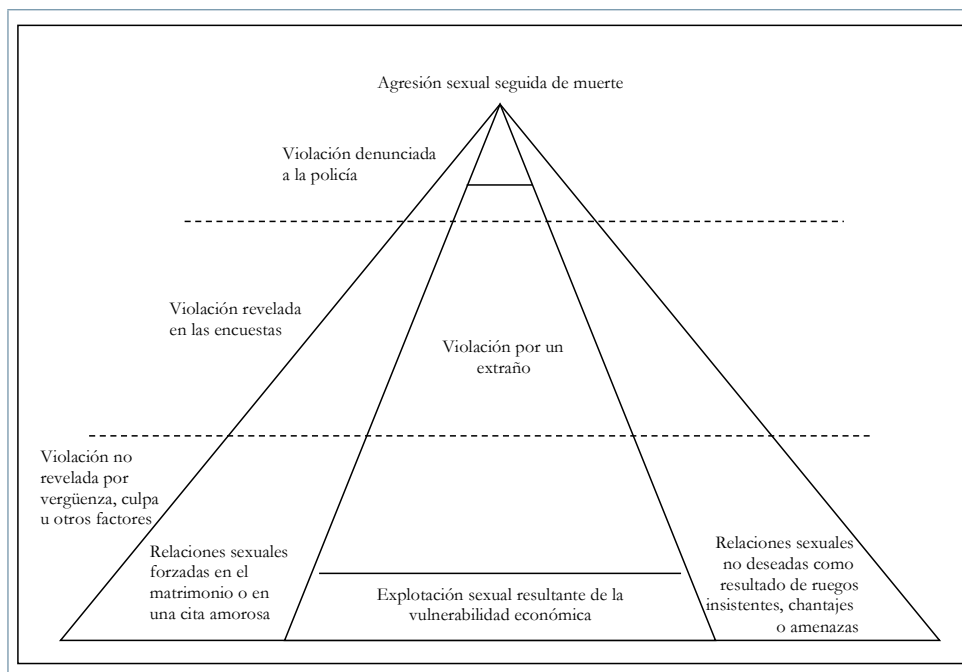 Agresión sexual seguida de muerte
Violación denunciada
a la policía
Violación revelada
en las encuestas
Violación por un
extraño
Violación no
revelada por
vergüenza, culpa
u otros factores
Relaciones sexuales
forzadas en el
matrimonio o en
una cita amorosa
Explotación sexual resultante de la
vulnerabilidad económica
Relaciones sexuales
no deseadas como
resultado de ruegos
insistentes, chantajes
o amenazas